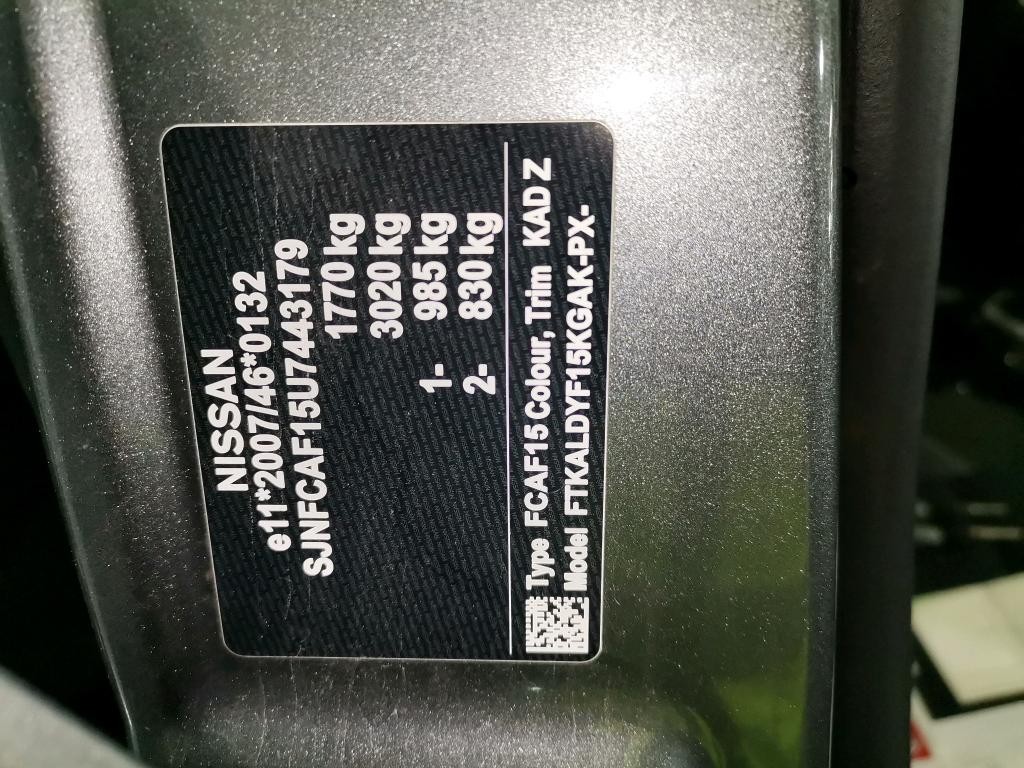 NISSAN
e11*2007/46*0132
SJNFCAF15U7443179
1770 kg
3020 kg
1- 985 kg
2- 830 kg
Type FCAF15 Colour, Trim KAD Z
Model FTKALDYF15KGAK-PX-